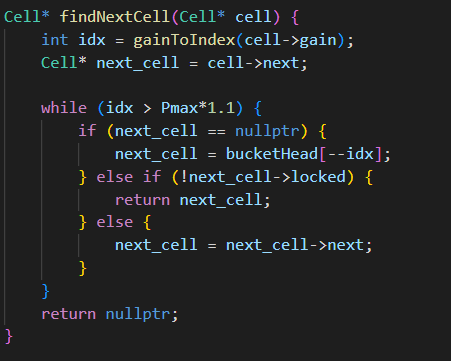 Cell* findNextCell(Cell* cell) {
    int idx = gainToIndex(cell->gain);
    Cell* next_cell = cell->next;

    while (idx > Pmax*1.1) {
        if (next_cell == nullptr) {
            next_cell = bucketHead[--idx];
        } else if (!next_cell->locked) {
            return next_cell;
        } else {
            next_cell = next_cell->next;
        }
    }
    return nullptr;
}